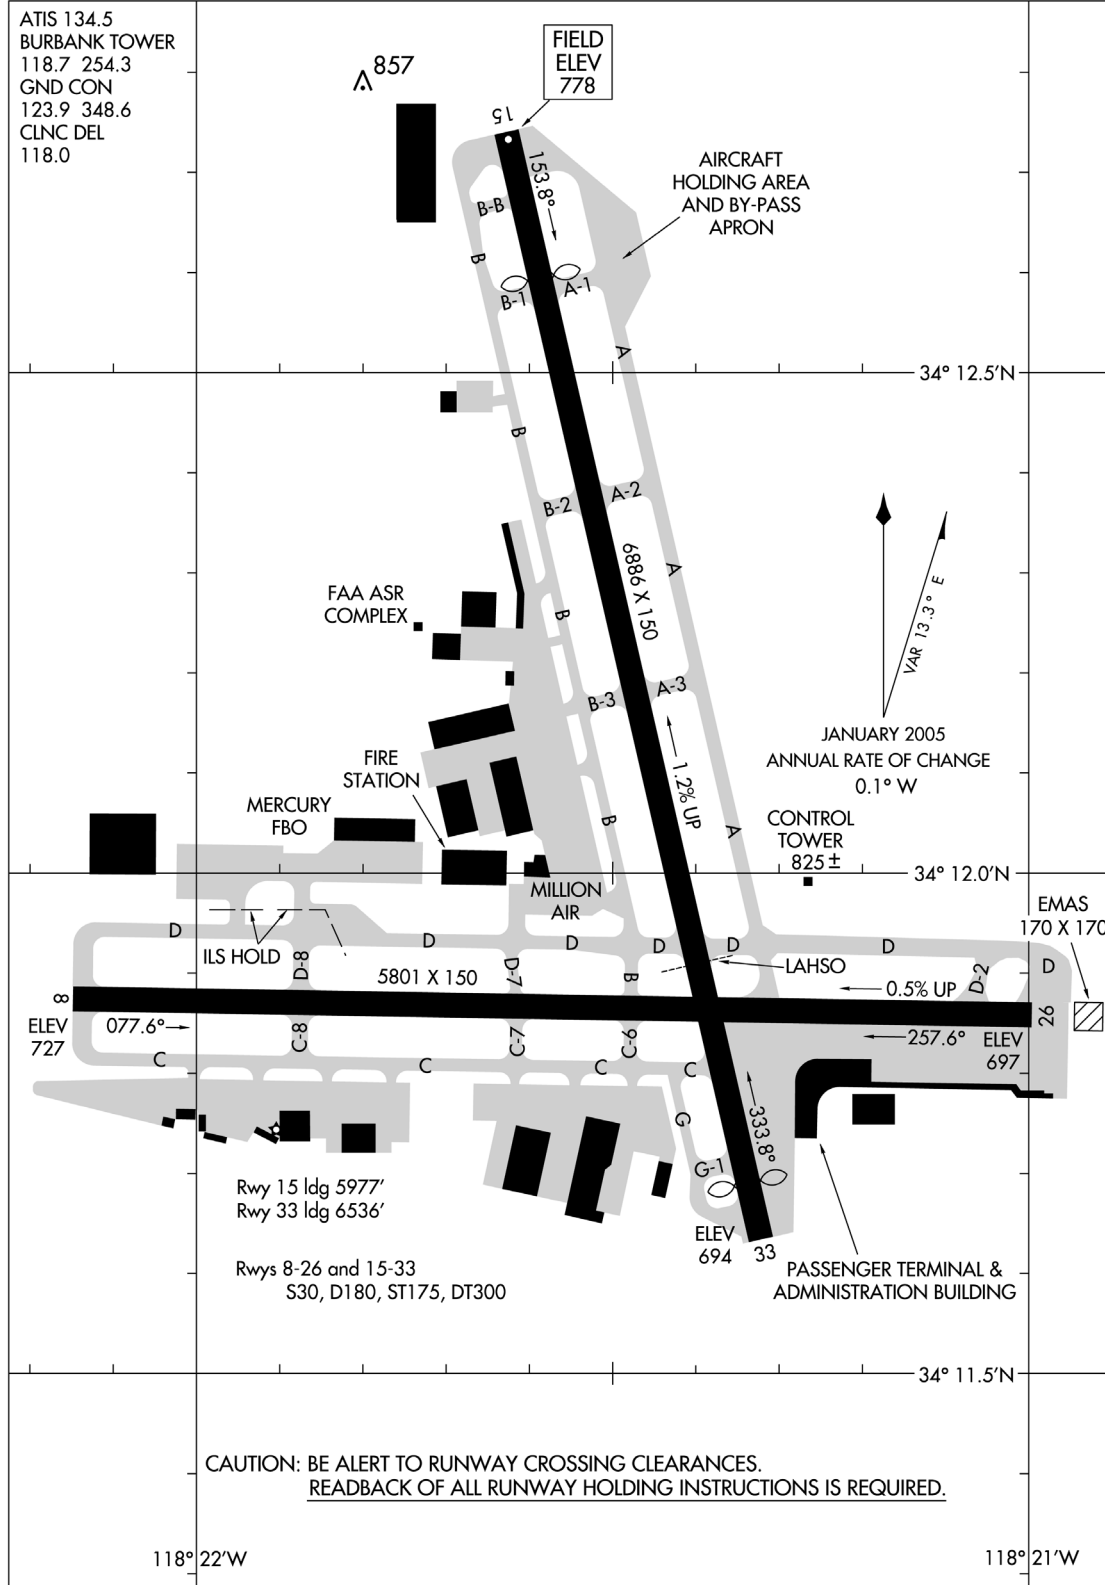 ATIS 134.5
BURBANK TOWER
118.7 254.3
GND CON
123.9 348.6
CLNC DEL
118.0
857
FIELD
ELEV
778
15
153.8°
AIRCRAFT
HOLDING AREA
AND BY-PASS
APRON
B-B
B
B-1
A-1
A
34° 12.5'N
B
B-2
A-2
A
6886 X 150
VAR 13.3° E
FAA ASR
COMPLEX
B
B-3
A-3
JANUARY 2005
ANNUAL RATE OF CHANGE
0.1° W
1.2% UP
FIRE
STATION
MERCURY
FBO
B
A
CONTROL
TOWER
825±
34° 12.0'N
MILLION
AIR
EMAS
170 X 170
D
D
D
D
D
D
D
ILS HOLD
D-8
5801 X 150
D-7
B
LAHSO
D-2
0.5% UP
8
26
ELEV
727
077.6°
C-8
C-7
C-6
257.6°
ELEV
697
C
C
C
C
G
333.8°
G-1
Rwy 15 ldg 5977'
Rwy 33 ldg 6536'
ELEV
694
33
Rwys 8-26 and 15-33
S30, D180, ST175, DT300
PASSENGER TERMINAL &
ADMINISTRATION BUILDING
34° 11.5'N
CAUTION: BE ALERT TO RUNWAY CROSSING CLEARANCES.
READBACK OF ALL RUNWAY HOLDING INSTRUCTIONS IS REQUIRED.
118° 22'W
118° 21'W